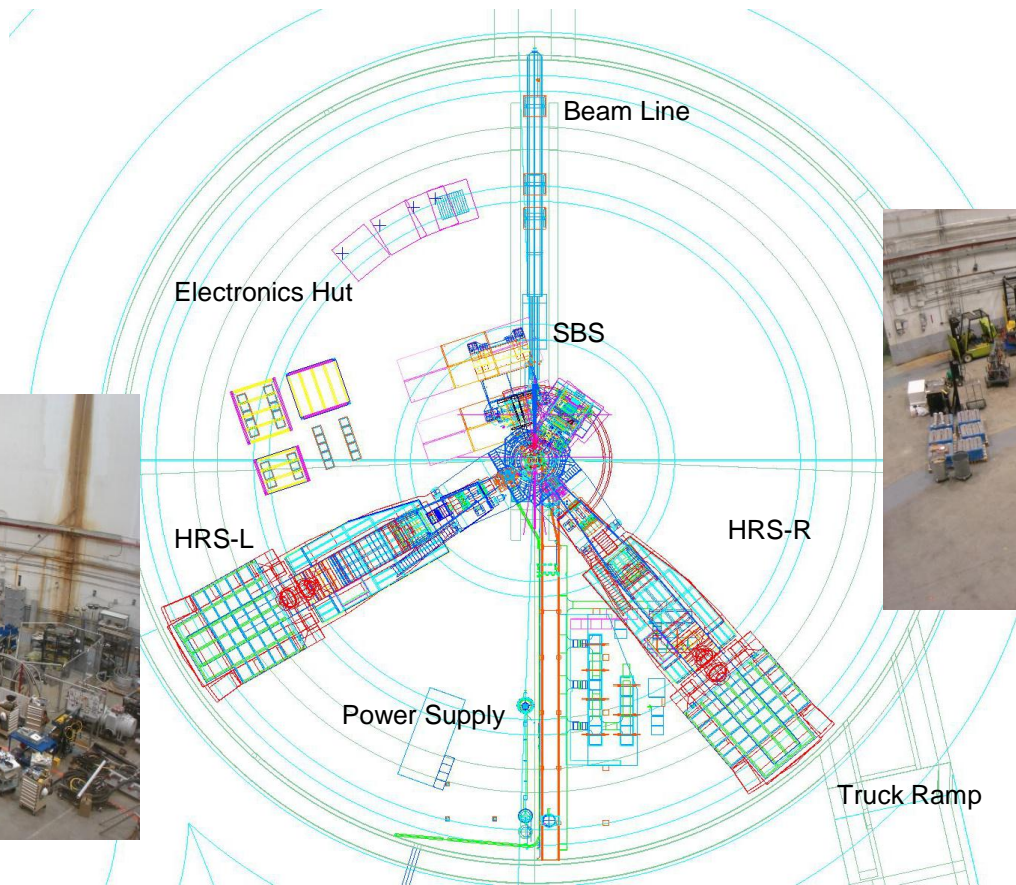 Beam Line
Electronics Hut
SBS
HRS-L
HRS-R
Power Supply
Truck Ramp